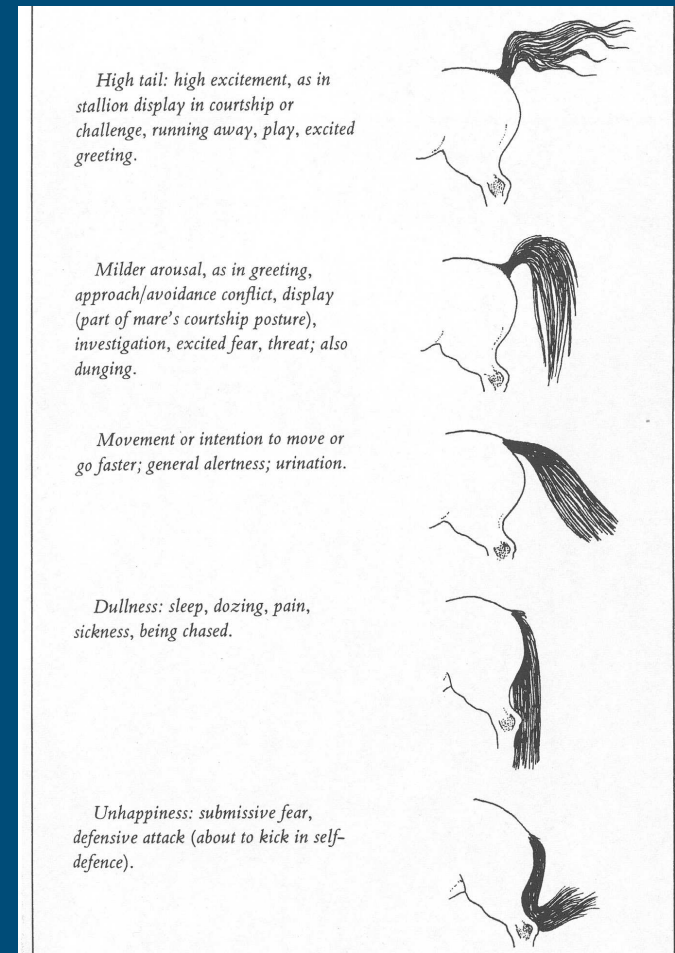 High tail: high excitement, as in
stallion display in courtship or
challenge, running away, play, excited
greeting.
Milder arousal, as in greeting,
approach/avoidance conflict, display
(part of mare's courtship posture),
investigation, excited fear, threat; also
dunging.
Movement or intention to move or
go faster; general alertness; urination.
Dullness: sleep, dozing, pain,
sickness, being chased.
Unhappiness: submissive fear,
defensive attack (about to kick in self-
defence).